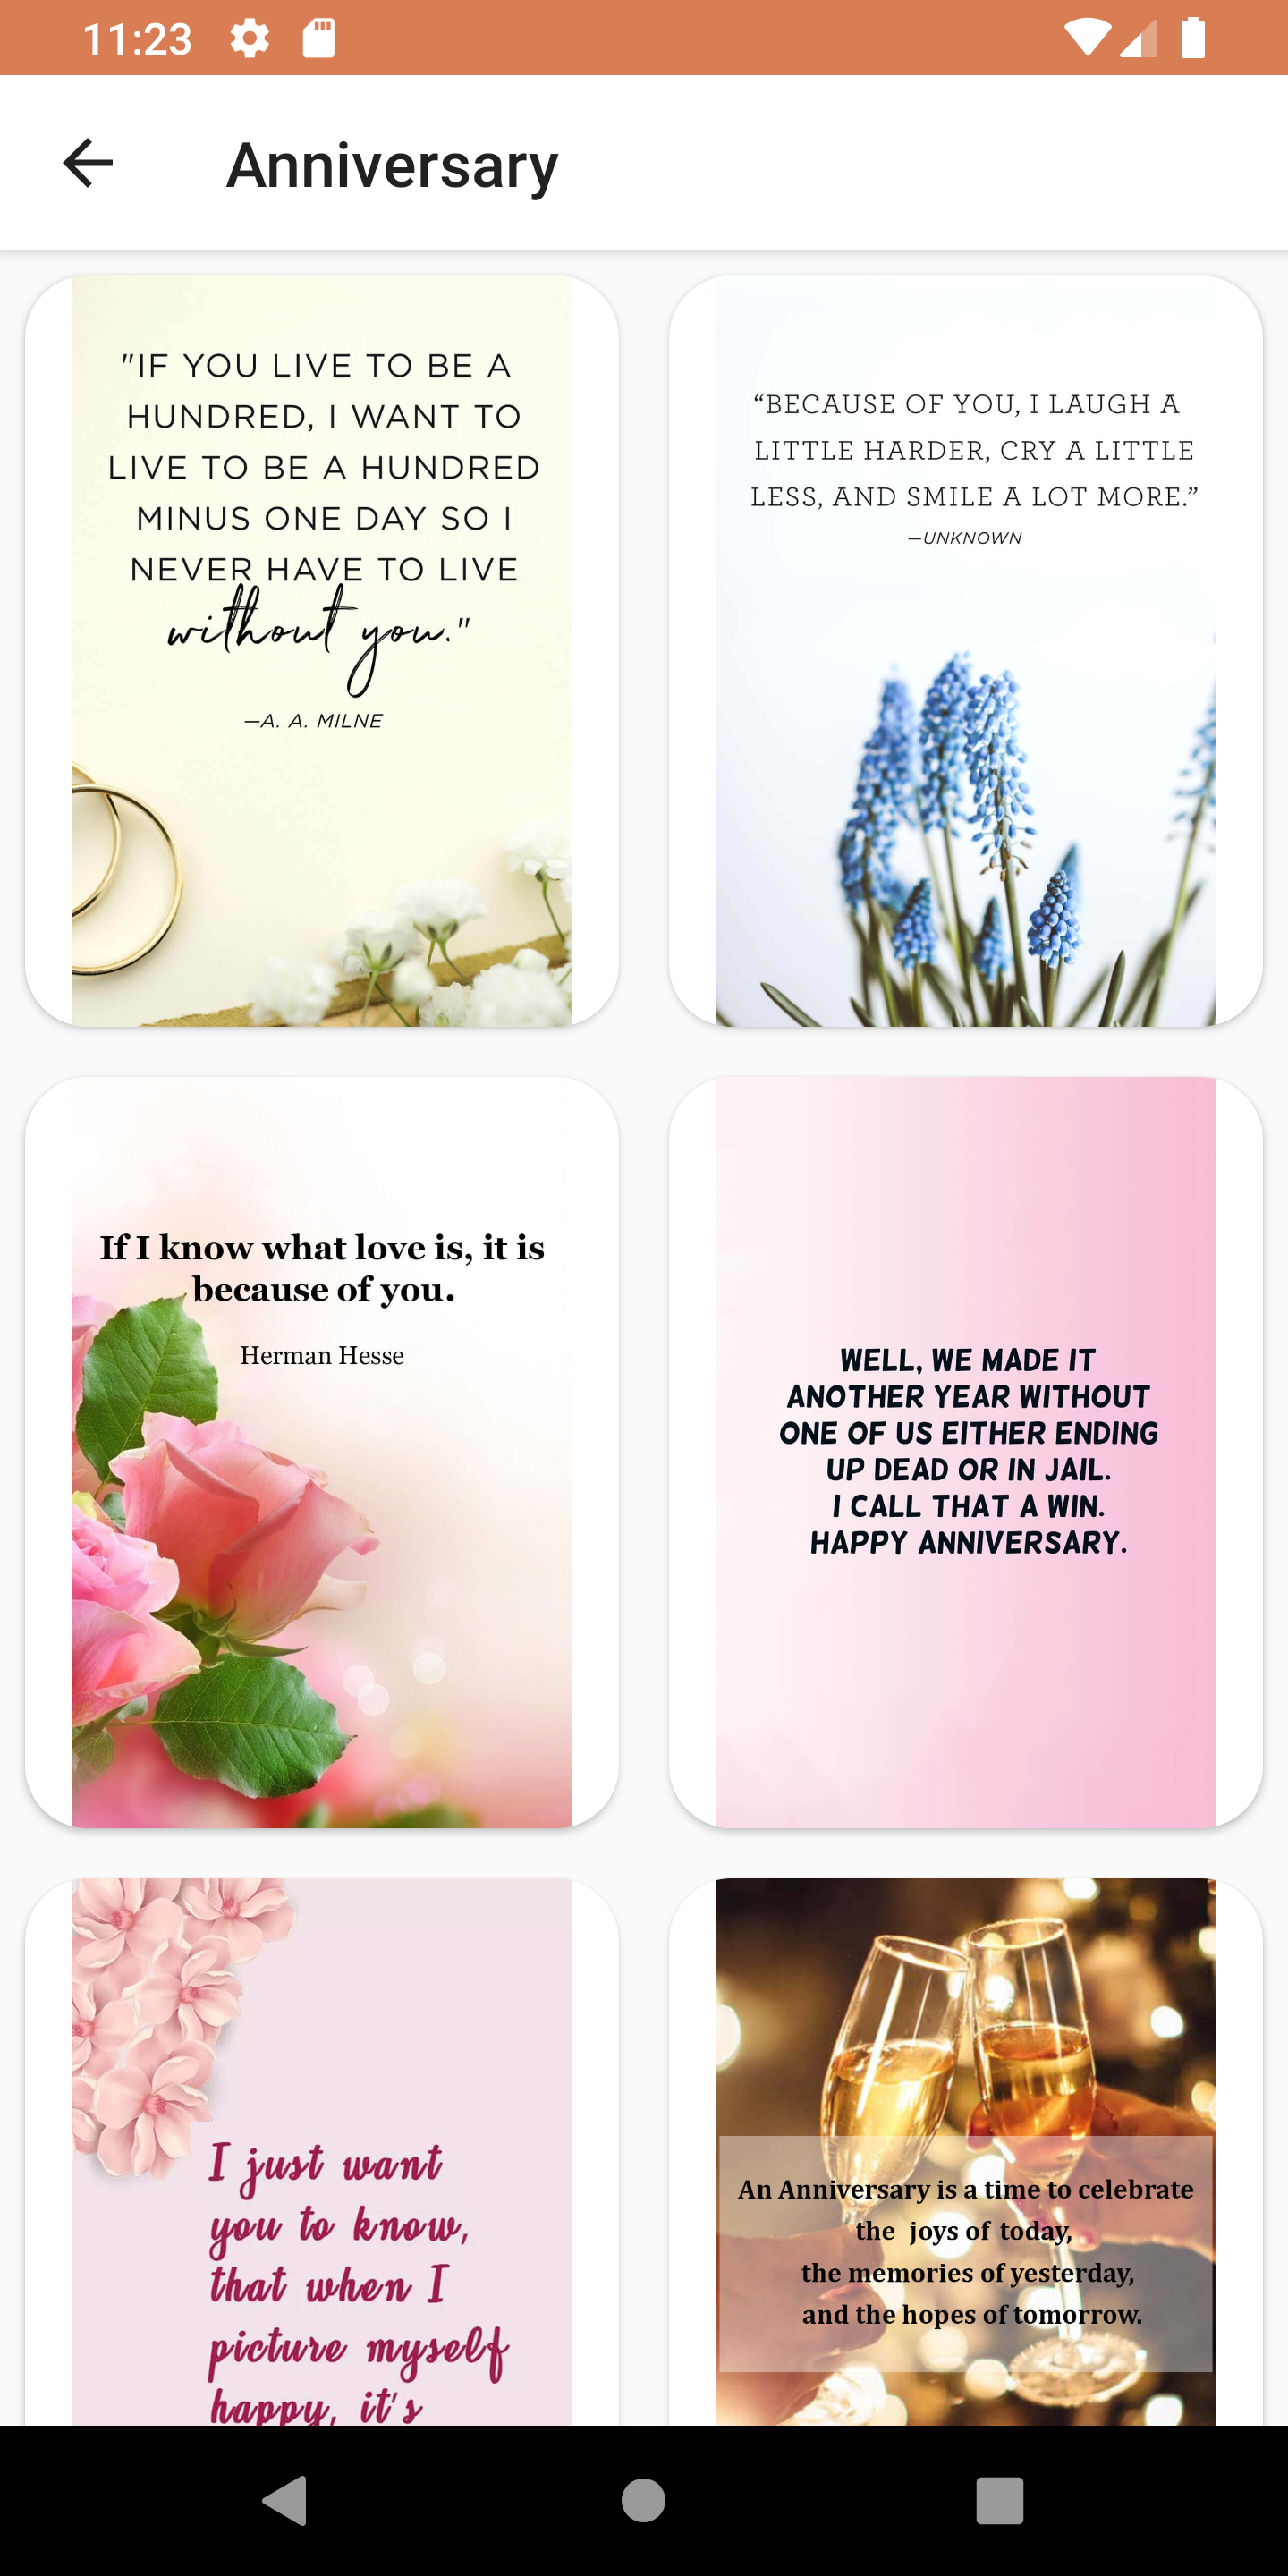 11:23
Anniversary
"IF YOU LIVE TO BE A
HUNDRED, I WANT TO
LIVE TO BE A HUNDRED
MINUS ONE DAY SO I
NEVER HAVE TO LIVE
without you."
—A. A. MILNE
“BECAUSE OF YOU, I LAUGH A
LITTLE HARDER, CRY A LITTLE
LESS, AND SMILE A LOT MORE.”
—UNKNOWN
If I know what love is, it is
because of you.
Herman Hesse
WELL, WE MADE IT
ANOTHER YEAR WITHOUT
ONE OF US EITHER ENDING
UP DEAD OR IN JAIL.
I CALL THAT A WIN.
HAPPY ANNIVERSARY.
I just want
you to know,
that when I
picture myself
happy, it's
An Anniversary is a time to celebrate
the joys of today,
the memories of yesterday,
and the hopes of tomorrow.